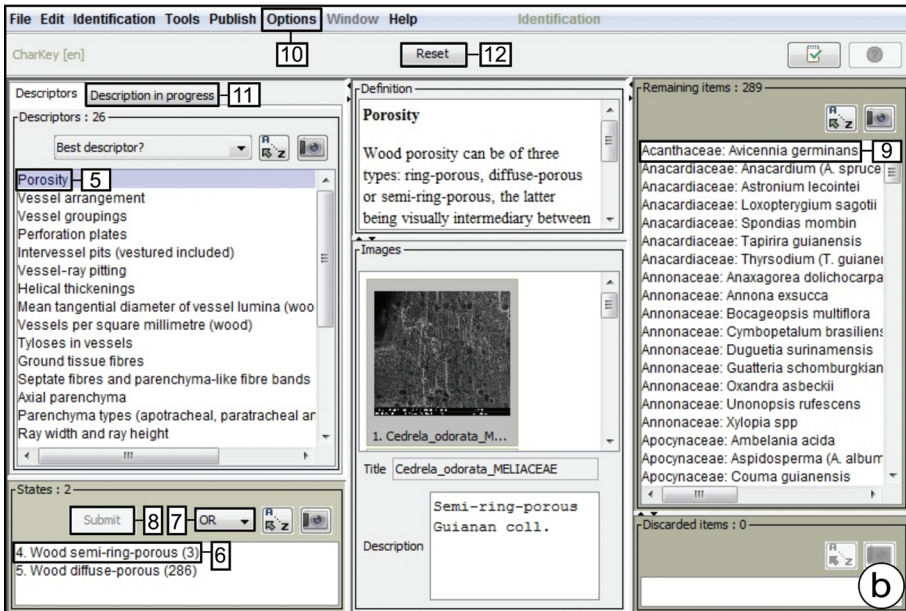 File Edit Identification Tools Publish Options Window Help Identification
10
CharKey [en]
Reset 12
Descriptors Description in progress 11
Descriptors : 26
Best descriptor?
A Z
Porosity 5
Vessel arrangement
Vessel groupings
Perforation plates
Intervessel pits (vestured included)
Vessel-ray pitting
Helical thickenings
Mean tangential diameter of vessel lumina (woo
Vessels per square millimetre (wood)
Tyloses in vessels
Ground tissue fibres
Septate fibres and parenchyma-like fibre bands
Axial parenchyma
Parenchyma types (apotracheal, paratracheal ar
Ray width and ray height
States : 2
Submit 8 7 OR
A Z
4. Wood semi-ring-porous (3) 6
5. Wood diffuse-porous (286)
Definition
Porosity
Wood porosity can be of three
types: ring-porous, diffuse-porous
or semi-ring-porous, the latter
being visually intermediary between
Images
1. Cedrela_odorata_M...
Title Cedrela_odorata_MELIACEAE
Description
Semi-ring-porous
Guianan coll.
Remaining items : 289
A Z
Acanthaceae: Avicennia germinans 9
Anacardiaceae: Anacardium (A. spruce
Anacardiaceae: Astronium lecointei
Anacardiaceae: Loxopterygium sagotii
Anacardiaceae: Spondias mombin
Anacardiaceae: Tapirira guianensis
Anacardiaceae: Thyrsodium (T. guianer
Annonaceae: Anaxagorea dolichocarpa
Annonaceae: Annona exsucca
Annonaceae: Bocageopsis multiflora
Annonaceae: Cymbopetalum brasiliens
Annonaceae: Duguetia surinamensis
Annonaceae: Guatteria schomburgkian
Annonaceae: Oxandra asbeckii
Annonaceae: Unonopsis rufescens
Annonaceae: Xylopia spp
Apocynaceae: Ambelania acida
Apocynaceae: Aspidosperma (A. album
Apocynaceae: Couma guianensis
Discarded items : 0
A Z
b